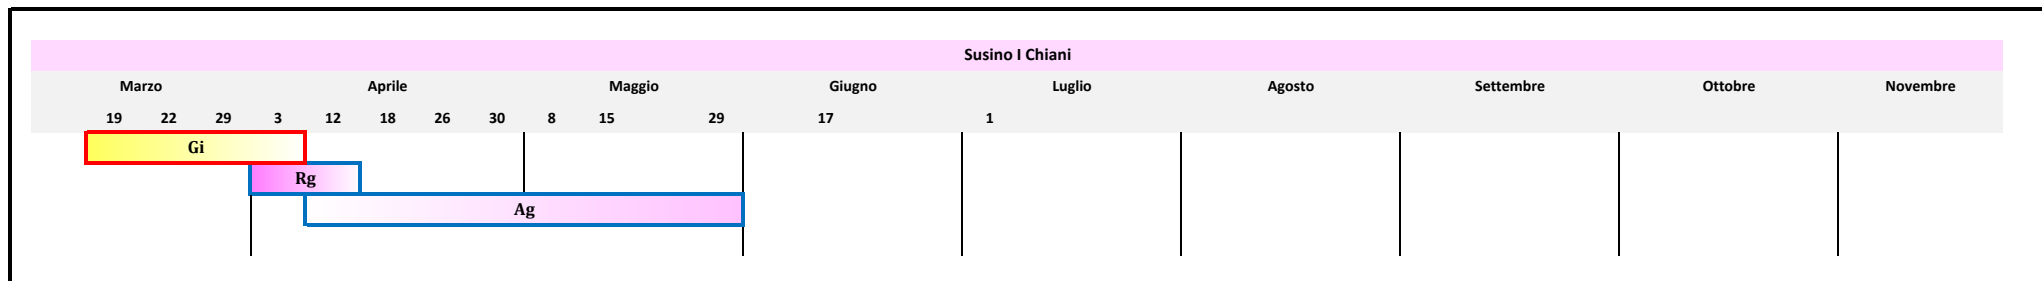 Susino I Chiani
Marzo Aprile Maggio Giugno Luglio Agosto Settembre Ottobre Novembre
19 22 29 3 12 18 26 30 8 15 29 17 1
Gi
Rg
Ag